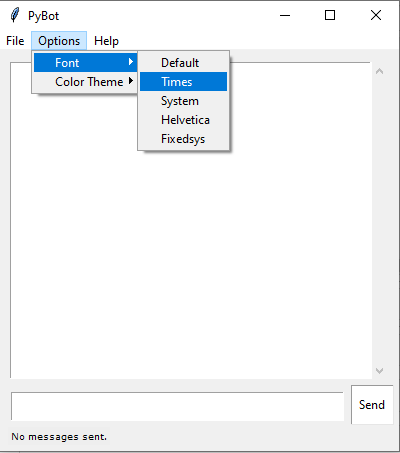 PyBot
File Options Help
Font
Color Theme
Default
Times
System
Helvetica
Fixedsys
Send
No messages sent.